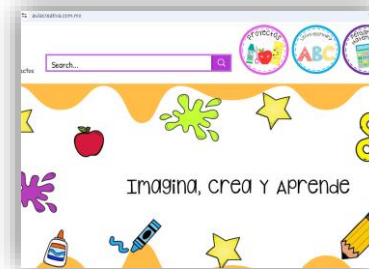 aulacreativa.com.mx
Search...
Proyectos
ABC
Imagina, crea y Aprende